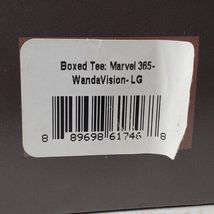 Boxed Tee: Marvel 365-
WandaVision- LG
8 89698 61746 8